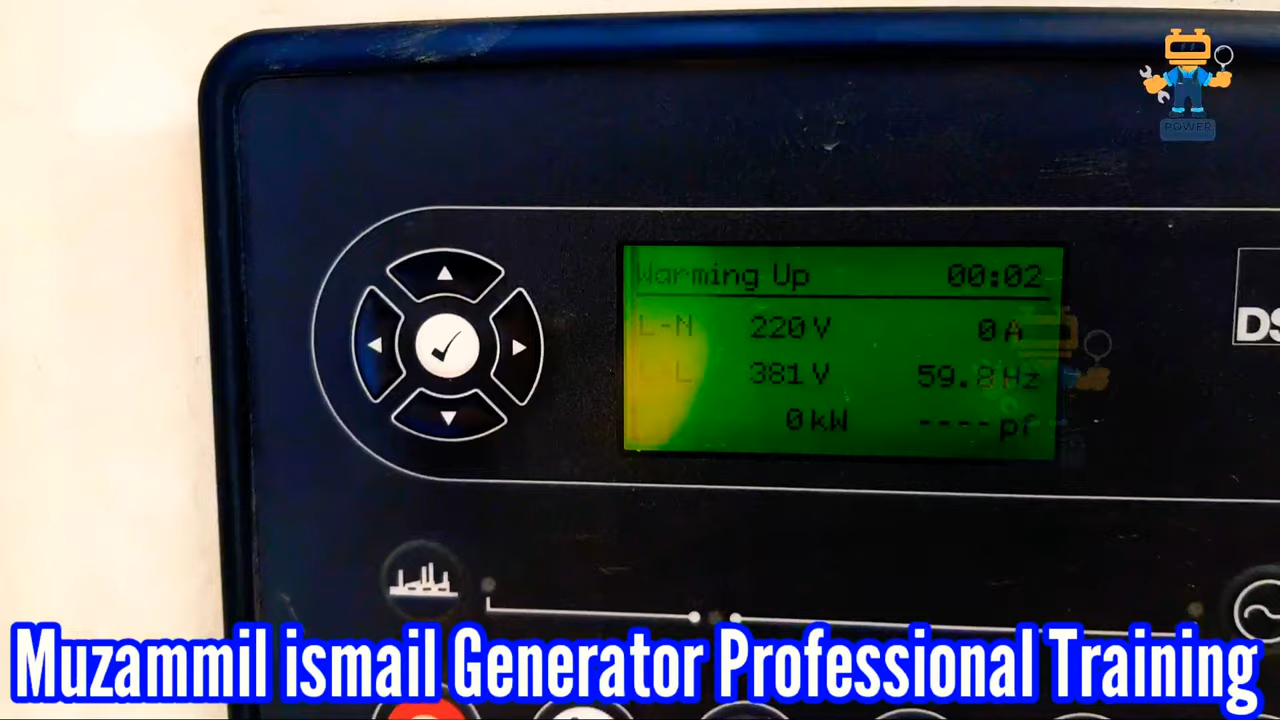 POWER
Warming Up 00:02
L-N 220 V 0 A
L-L 381 V 59.8 Hz
0 kW ---- pf
DS
Muzammil ismail Generator Professional Training